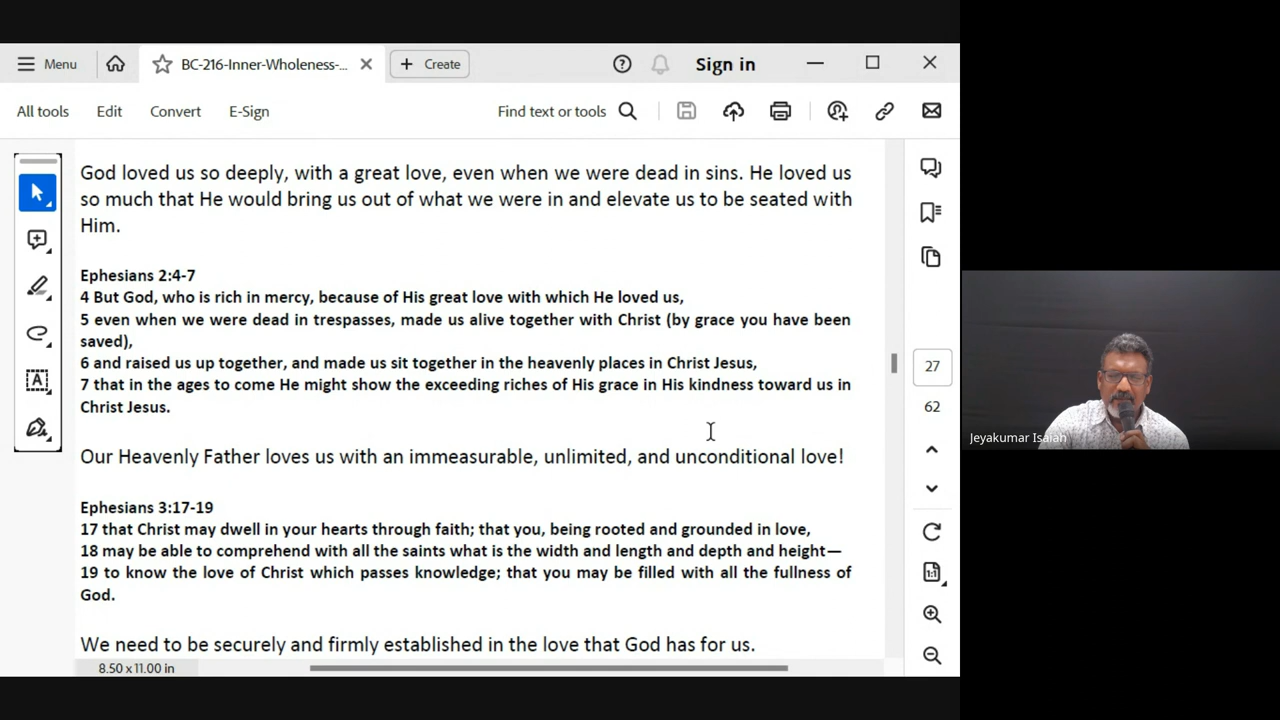 Menu
BC-216-Inner-Wholeness-...
Create
Sign in
All tools
Edit
Convert
E-Sign
Find text or tools
God loved us so deeply, with a great love, even when we were dead in sins. He loved us
so much that He would bring us out of what we were in and elevate us to be seated with
Him.
Ephesians 2:4-7
4 But God, who is rich in mercy, because of His great love with which He loved us,
5 even when we were dead in trespasses, made us alive together with Christ (by grace you have been
saved),
6 and raised us up together, and made us sit together in the heavenly places in Christ Jesus,
7 that in the ages to come He might show the exceeding riches of His grace in His kindness toward us in
Christ Jesus.
Our Heavenly Father loves us with an immeasurable, unlimited, and unconditional love!
Ephesians 3:17-19
17 that Christ may dwell in your hearts through faith; that you, being rooted and grounded in love,
18 may be able to comprehend with all the saints what is the width and length and depth and height—
19 to know the love of Christ which passes knowledge; that you may be filled with all the fullness of
God.
We need to be securely and firmly established in the love that God has for us.
8.50 x 11.00 in
27
62
1:1
Jeyakumar Isaiah